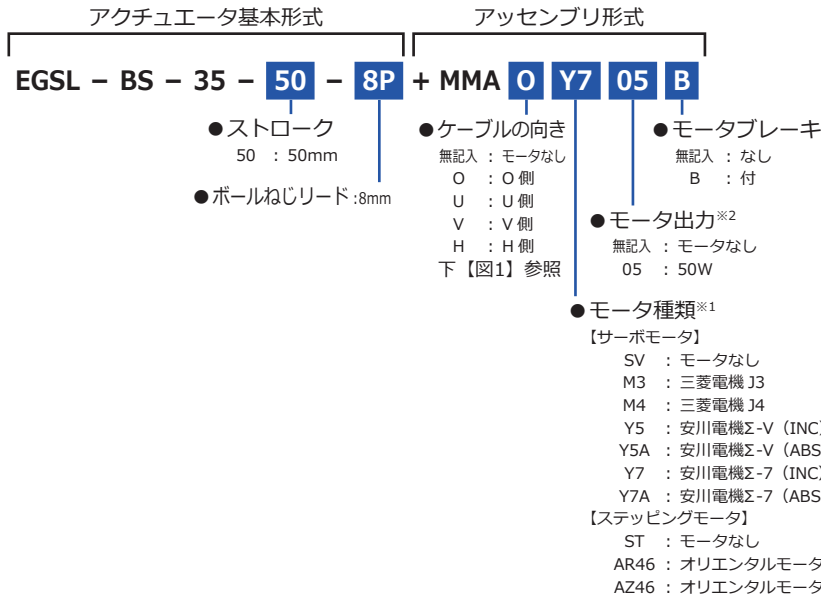 アクチュエータ基本形式
アッセンブリ形式
EGSL − BS − 35 − 50 − 8P + MMA O Y7 05 B
●ストローク
50 : 50mm
●ボールねじリード:8mm
●ケーブルの向き
無記入 : モータなし
O : O 側
U : U 側
V : V 側
H : H 側
下【図1】参照
●モータブレーキ
無記入 : なし
B : 付
●モータ出力※2
無記入 : モータなし
05 : 50W
●モータ種類※1
【サーボモータ】
SV : モータなし
M3 : 三菱電機 J3
M4 : 三菱電機 J4
Y5 : 安川電機Σ-V（INC）
Y5A : 安川電機Σ-V（ABS
Y7 : 安川電機Σ-7（INC）
Y7A : 安川電機Σ-7（ABS
【ステッピングモータ】
ST : モータなし
AR46 : オリエンタルモータ
AZ46 : オリエンタルモータ